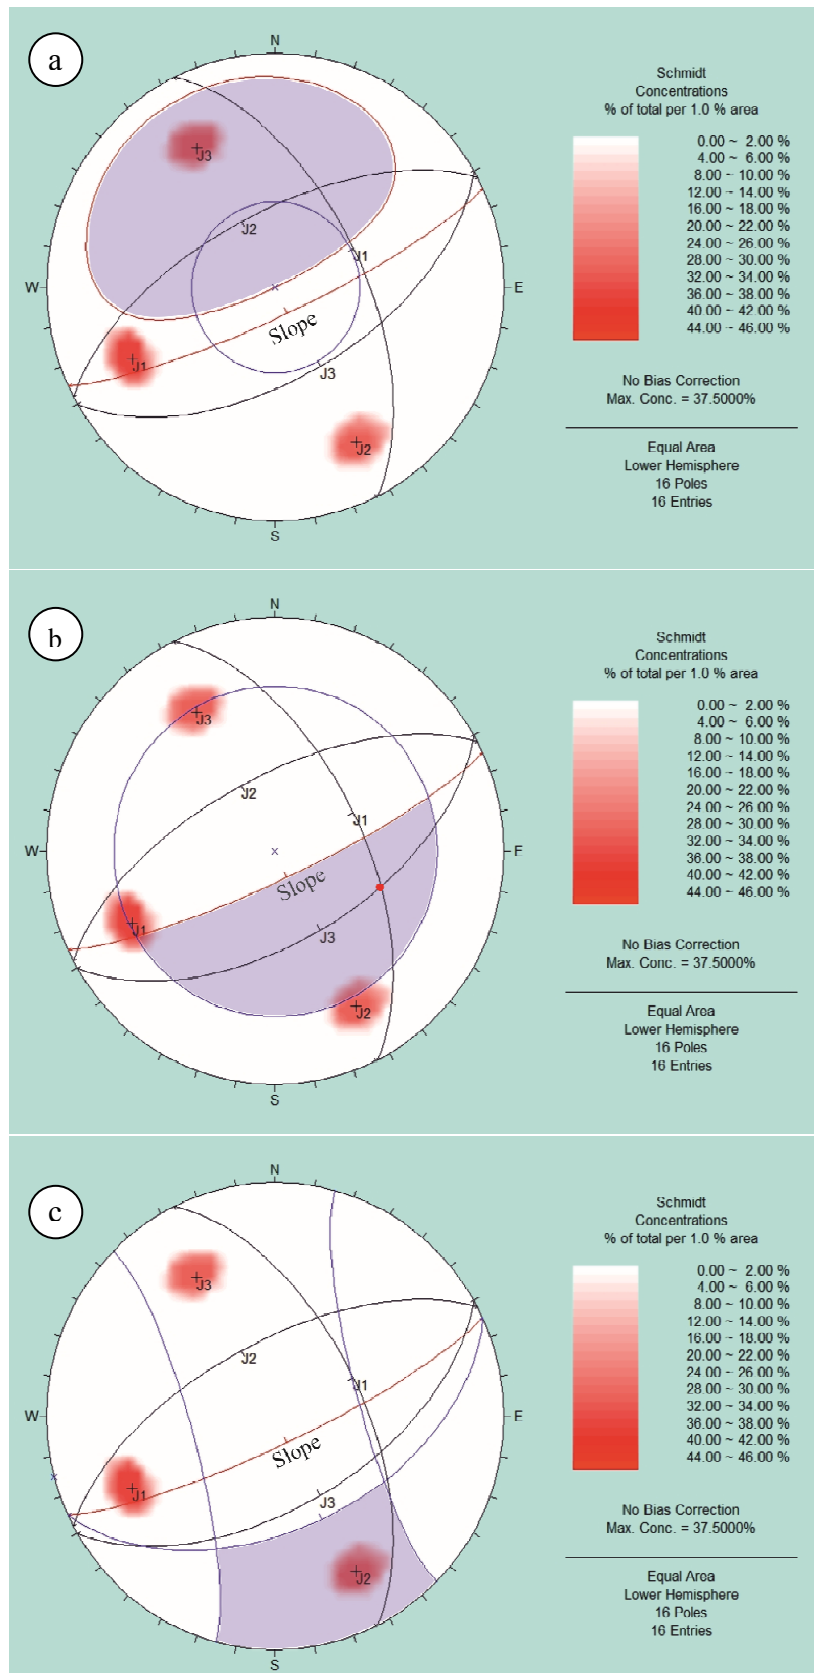 a
N
J3
J2
J1
W
E
Slope
J1
J3
J2
S
Schmidt
Concentrations
% of total per 1.0 % area
0.00 ~ 2.00 %
4.00 ~ 6.00 %
8.00 ~ 10.00 %
12.00 ~ 14.00 %
16.00 ~ 18.00 %
20.00 ~ 22.00 %
24.00 ~ 26.00 %
28.00 ~ 30.00 %
32.00 ~ 34.00 %
36.00 ~ 38.00 %
40.00 ~ 42.00 %
44.00 ~ 46.00 %
No Bias Correction
Max. Conc. = 37.5000%
Equal Area
Lower Hemisphere
16 Poles
16 Entries
b
N
J3
J2
J1
W
E
Slope
J1
J3
J2
S
Schmidt
Concentrations
% of total per 1.0 % area
0.00 ~ 2.00 %
4.00 ~ 6.00 %
8.00 ~ 10.00 %
12.00 ~ 14.00 %
16.00 ~ 18.00 %
20.00 ~ 22.00 %
24.00 ~ 26.00 %
28.00 ~ 30.00 %
32.00 ~ 34.00 %
36.00 ~ 38.00 %
40.00 ~ 42.00 %
44.00 ~ 46.00 %
No Bias Correction
Max. Conc. = 37.5000%
Equal Area
Lower Hemisphere
16 Poles
16 Entries
c
N
J3
J2
J1
W
E
Slope
J1
J3
J2
S
Schmidt
Concentrations
% of total per 1.0 % area
0.00 ~ 2.00 %
4.00 ~ 6.00 %
8.00 ~ 10.00 %
12.00 ~ 14.00 %
16.00 ~ 18.00 %
20.00 ~ 22.00 %
24.00 ~ 26.00 %
28.00 ~ 30.00 %
32.00 ~ 34.00 %
36.00 ~ 38.00 %
40.00 ~ 42.00 %
44.00 ~ 46.00 %
No Bias Correction
Max. Conc. = 37.5000%
Equal Area
Lower Hemisphere
16 Poles
16 Entries